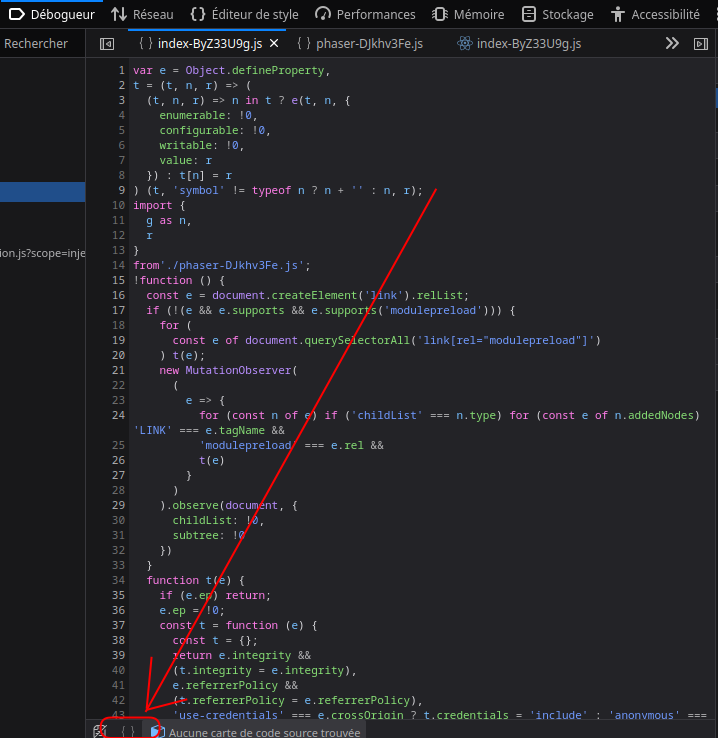 Débogueur Réseau Éditeur de style Performances Mémoire Stockage Accessibilité
Rechercher { } index-ByZ33U9g.js × { } phaser-DJkhv3Fe.js index-ByZ33U9g.js »
ion.js?scope=inje
1 var e = Object.defineProperty,
2 t = (t, n, r) => (
3 (t, n, r) => n in t ? e(t, n, {
4 enumerable: !0,
5 configurable: !0,
6 writable: !0,
7 value: r
8 }) : t[n] = r
9 ) (t, 'symbol' != typeof n ? n + '' : n, r);
10 import {
11 g as n,
12 r
13 }
14 from'./phaser-DJkhv3Fe.js';
15 !function () {
16 const e = document.createElement('link').relList;
17 if (!(e && e.supports && e.supports('modulepreload'))) {
18 for (
19 const e of document.querySelectorAll('link[rel="modulepreload"]')
20 ) t(e);
21 new MutationObserver(
22 (
23 e => {
24 for (const n of e) if ('childList' === n.type) for (const e of n.addedNodes)
'LINK' === e.tagName &&
25 'modulepreload' === e.rel &&
26 t(e)
27 }
28 )
29 ).observe(document, {
30 childList: !0,
31 subtree: !0
32 })
33 }
34 function t(e) {
35 if (e.ep) return;
36 e.ep = !0;
37 const t = function (e) {
38 const t = {};
39 return e.integrity &&
40 (t.integrity = e.integrity),
41 e.referrerPolicy &&
42 (t.referrerPolicy = e.referrerPolicy),
43 'use-credentials' === e.crossOrigin ? t.credentials = 'include' : 'anonymous' ===
{ } Aucune carte de code source trouvée